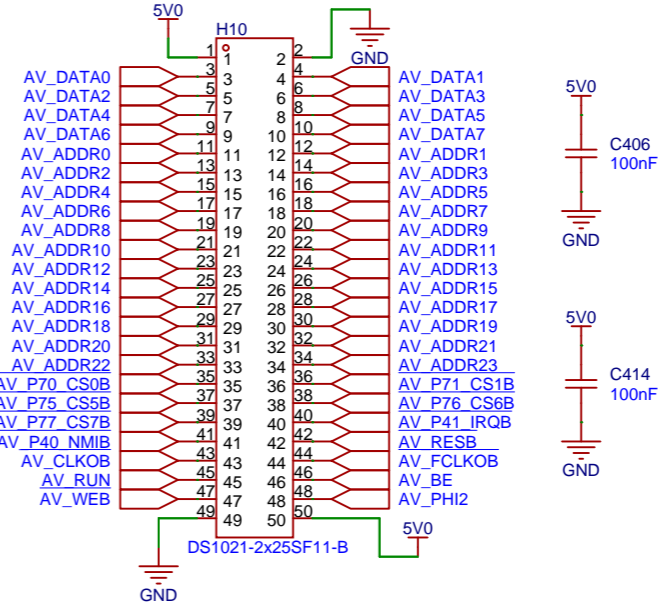 5V0
H10
GND
1 1 2 2
AV_DATA0 3 3 4 4 AV_DATA1
AV_DATA2 5 5 6 6 AV_DATA3
AV_DATA4 7 7 8 8 AV_DATA5
AV_DATA6 9 9 10 10 AV_DATA7
AV_ADDR0 11 11 12 12 AV_ADDR1
AV_ADDR2 13 13 14 14 AV_ADDR3
AV_ADDR4 15 15 16 16 AV_ADDR5
AV_ADDR6 17 17 18 18 AV_ADDR7
AV_ADDR8 19 19 20 20 AV_ADDR9
AV_ADDR10 21 21 22 22 AV_ADDR11
AV_ADDR12 23 23 24 24 AV_ADDR13
AV_ADDR14 25 25 26 26 AV_ADDR15
AV_ADDR16 27 27 28 28 AV_ADDR17
AV_ADDR18 29 29 30 30 AV_ADDR19
AV_ADDR20 31 31 32 32 AV_ADDR21
AV_ADDR22 33 33 34 34 AV_ADDR23
AV_P70_CS0B 35 35 36 36 AV_P71_CS1B
AV_P75_CS5B 37 37 38 38 AV_P76_CS6B
AV_P77_CS7B 39 39 40 40 AV_P41_IRQB
AV_P40_NMIB 41 41 42 42 AV_RESB
AV_CLKOB 43 43 44 44 AV_FCLKOB
AV_RUN 45 45 46 46 AV_BE
AV_WEB 47 47 48 48 AV_PHI2
49 49 50 50
DS1021-2x25SF11-B
5V0
GND
5V0
C406
100nF
GND
5V0
C414
100nF
GND